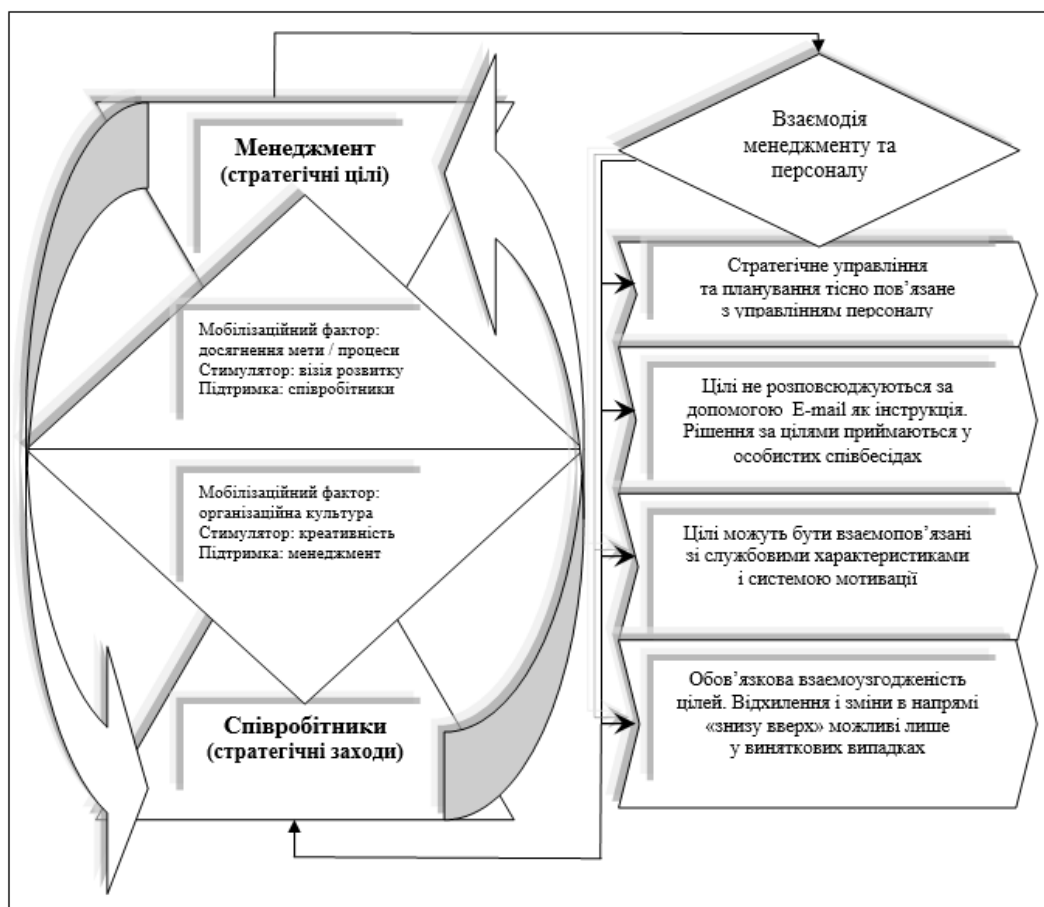 Менеджмент
(стратегічні цілі)
Мобілізаційний фактор:
досягнення мети / процеси
Стимулятор: візія розвитку
Підтримка: співробітники
Мобілізаційний фактор:
організаційна культура
Стимулятор: креативність
Підтримка: менеджмент
Співробітники
(стратегічні заходи)
Взаємодія
менеджменту та
персоналу
Стратегічне управління
та планування тісно пов’язане
з управлінням персоналу
Цілі не розповсюджуються за
допомогою E-mail як інструкція.
Рішення за цілями приймаються у
особистих співбесідах
Цілі можуть бути взаємопов’язані
зі службовими характеристиками
і системою мотивації
Обов’язкова взаємоузгодженість
цілей. Відхилення і зміни в напрямі
«знизу вверх» можливі лише
у виняткових випадках